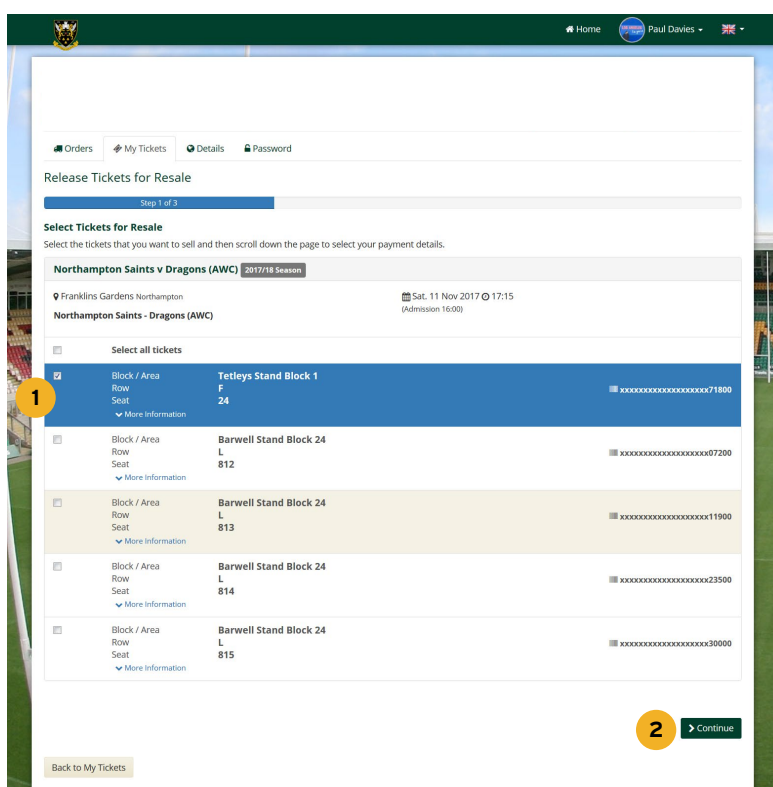 Home Paul Davies
Orders My Tickets Details Password
Release Tickets for Resale
Step 1 of 3
Select Tickets for Resale
Select the tickets that you want to sell and then scroll down the page to select your payment details.
Northampton Saints v Dragons (AWC) 2017/18 Season
Franklins Gardens Northampton Sat. 11 Nov 2017 17:15
(Admission 16:00)
Northampton Saints - Dragons (AWC)
Select all tickets
1
Block / Area Tetleys Stand Block 1
Row F xxxxxxxxxxxxxxxxxxx71800
Seat 24
More Information
Block / Area Barwell Stand Block 24
Row L xxxxxxxxxxxxxxxxxxx07200
Seat 812
More Information
Block / Area Barwell Stand Block 24
Row L xxxxxxxxxxxxxxxxxxx11900
Seat 813
More Information
Block / Area Barwell Stand Block 24
Row L xxxxxxxxxxxxxxxxxxx23500
Seat 814
More Information
Block / Area Barwell Stand Block 24
Row L xxxxxxxxxxxxxxxxxxx30000
Seat 815
More Information
2 Continue
Back to My Tickets